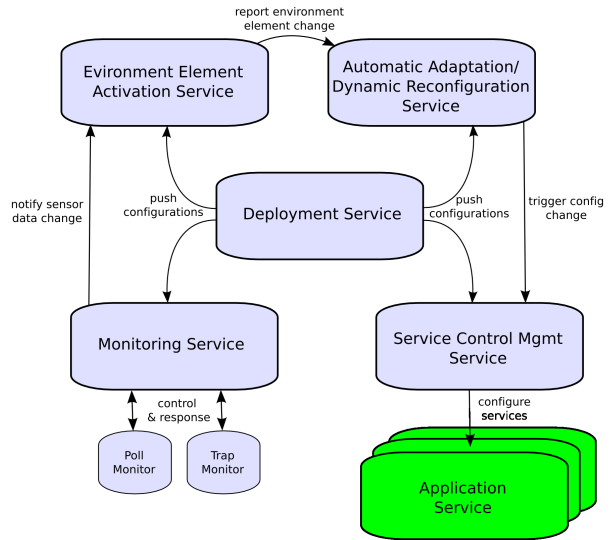 report environment
element change
Evironment Element
Activation Service
Automatic Adaptation/
Dynamic Reconfiguration
Service
notify sensor
data change
push
configurations
Deployment Service
push
configurations
trigger config
change
Monitoring Service
Service Control Mgmt
Service
control
& response
configure
services
Poll
Monitor
Trap
Monitor
Application
Service